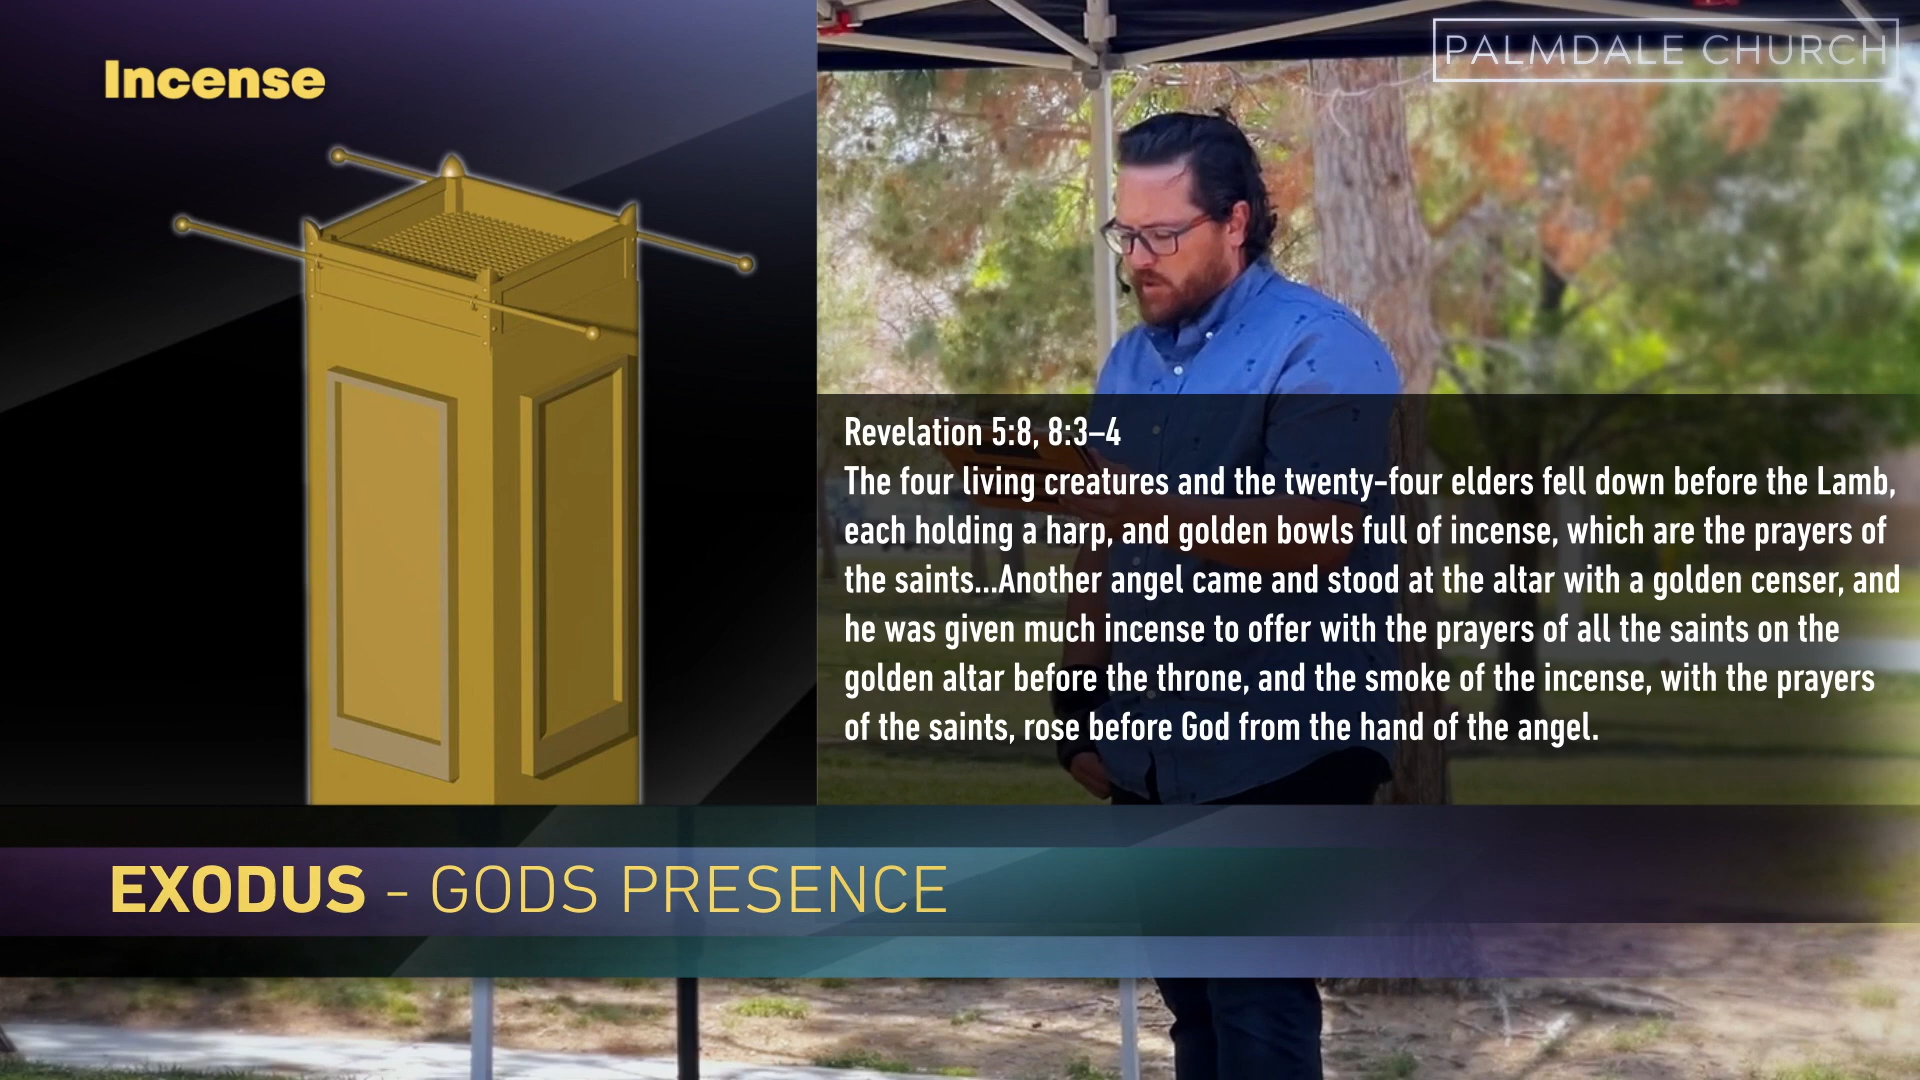 Incense
PALMDALE CHURCH
Revelation 5:8, 8:3–4
The four living creatures and the twenty-four elders fell down before the Lamb,
each holding a harp, and golden bowls full of incense, which are the prayers of
the saints...Another angel came and stood at the altar with a golden censer, and
he was given much incense to offer with the prayers of all the saints on the
golden altar before the throne, and the smoke of the incense, with the prayers
of the saints, rose before God from the hand of the angel.
EXODUS - GODS PRESENCE